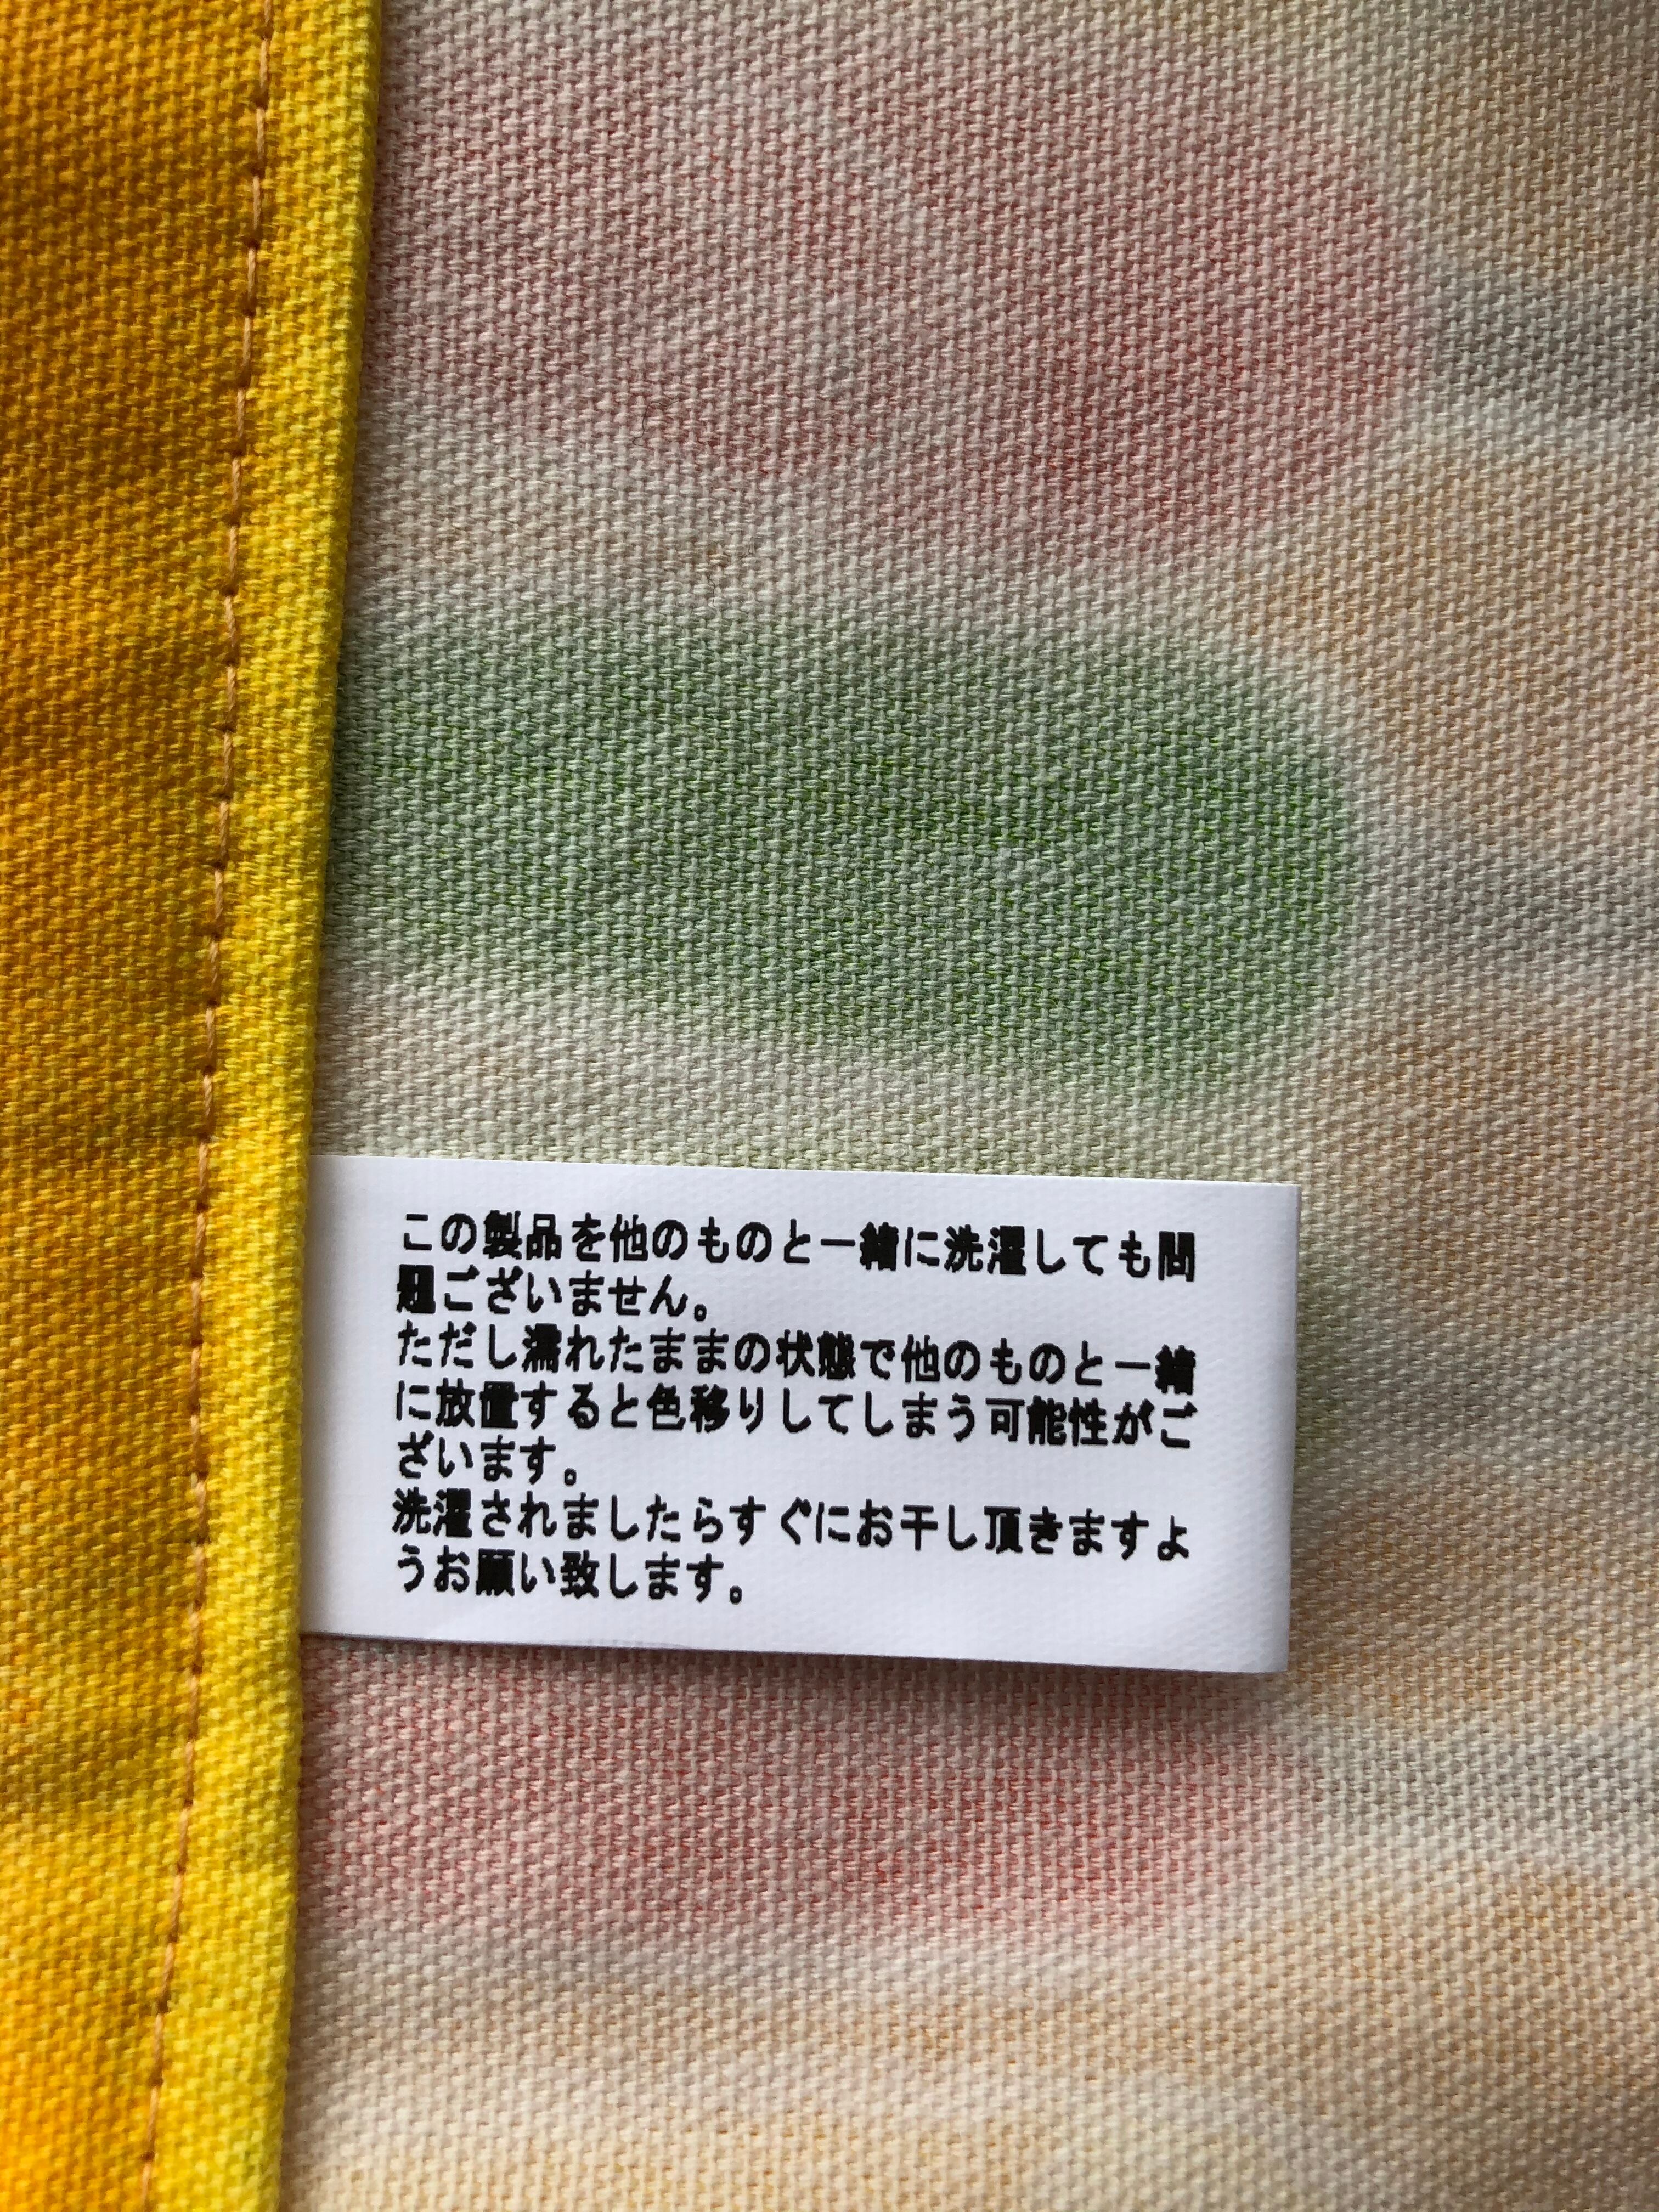 この製品を他のものと一緒に洗濯しても問
題ございません。
ただし濡れたままの状態で他のものと一緒
に放置すると色移りしてしまう可能性がご
ざいます。
洗濯されましたらすぐにお干し頂きますよ
うお願い致します。